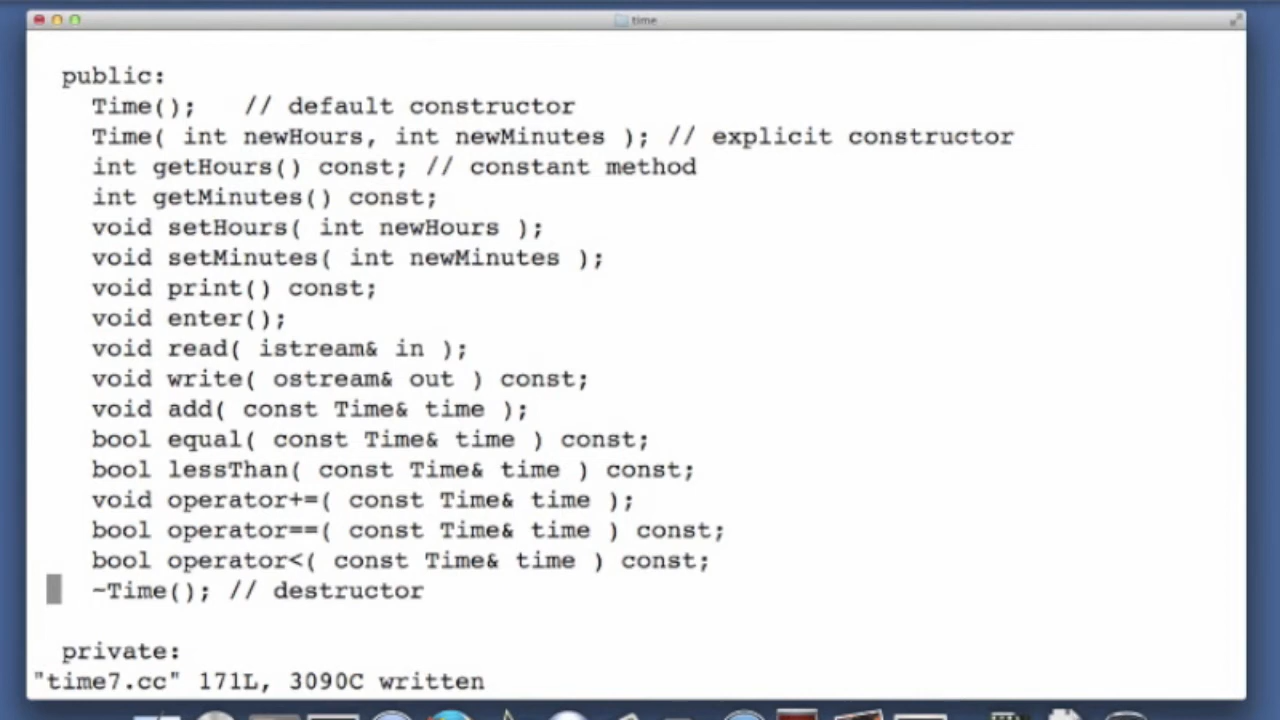 time
public:
Time();   // default constructor
Time( int newHours, int newMinutes ); // explicit constructor
int getHours() const; // constant method
int getMinutes() const;
void setHours( int newHours );
void setMinutes( int newMinutes );
void print() const;
void enter();
void read( istream& in );
void write( ostream& out ) const;
void add( const Time& time );
bool equal( const Time& time ) const;
bool lessThan( const Time& time ) const;
void operator+=( const Time& time );
bool operator==( const Time& time ) const;
bool operator<( const Time& time ) const;
~Time(); // destructor
private:
"time7.cc" 171L, 3090C written